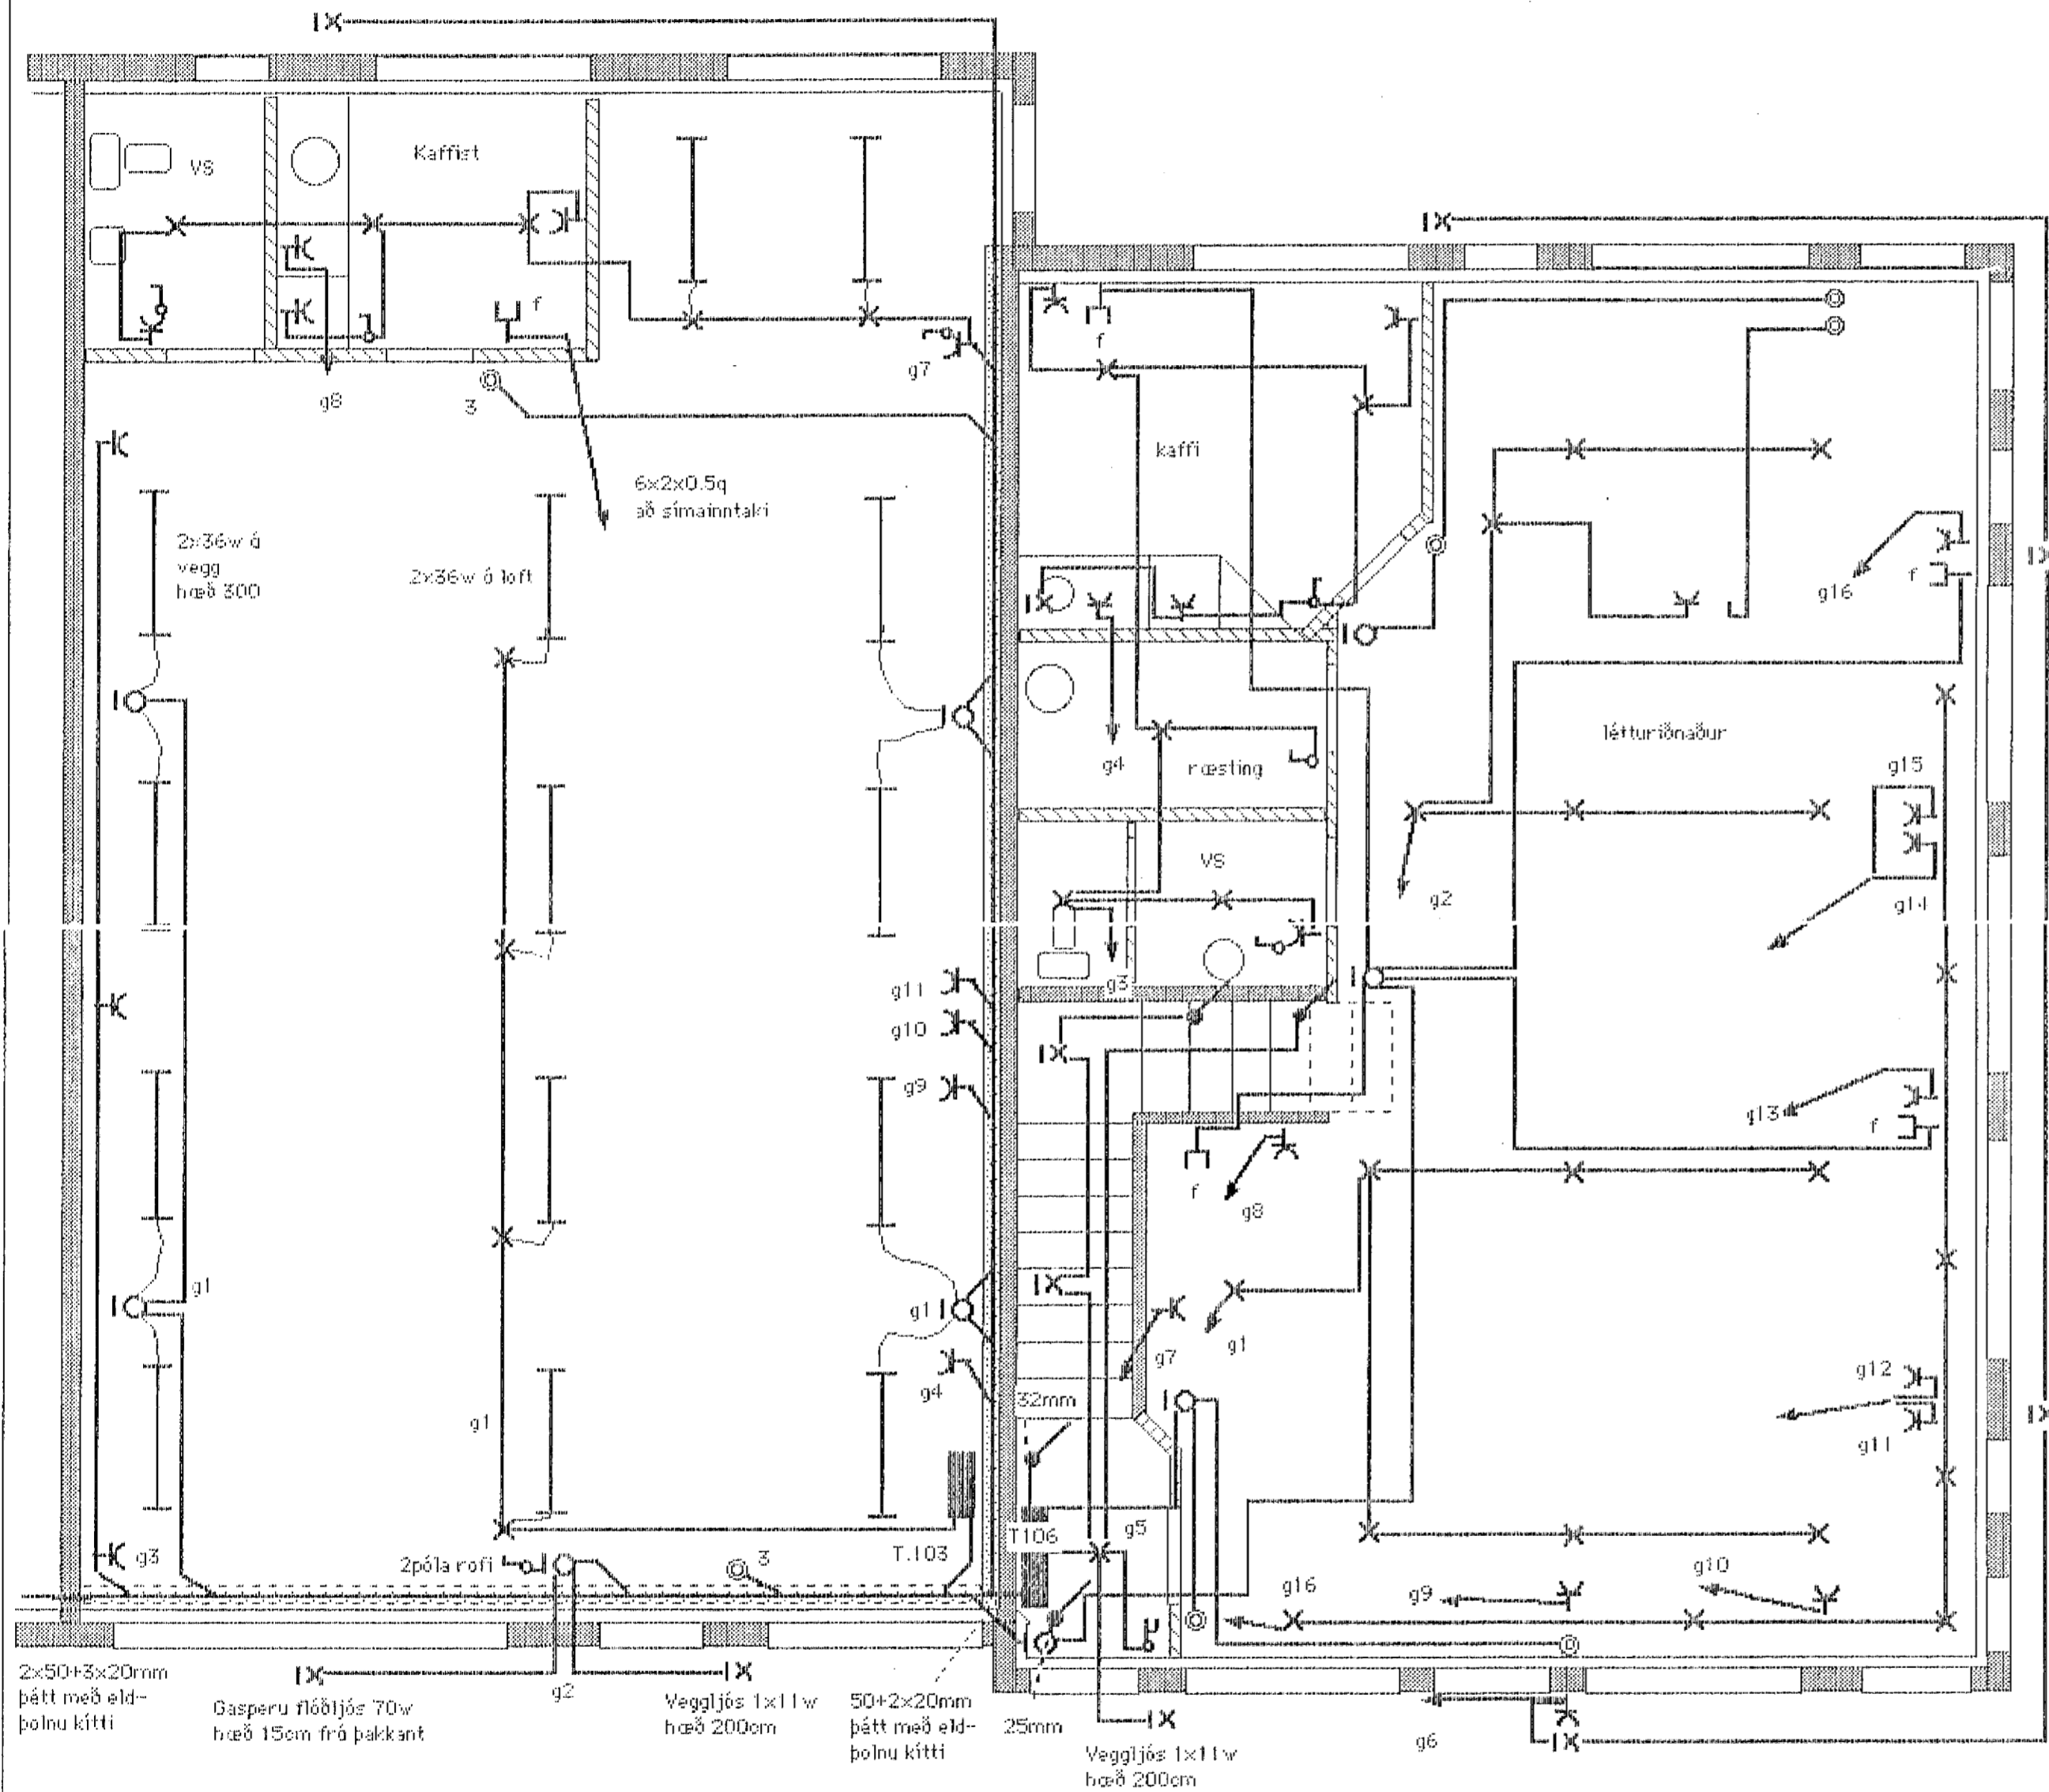 VS
Kaffist
f
g8
3
g7
6x2x0.5q
að símainntaki
2x36w á
vegg
hæð 300
2x36w á loft
g11
g10
g9
g1
g1
g4
g1
g3
2póla rofi
3
T.103
2x50+3x20mm
þétt með eld-
þolnu kítti
Gasperu flóðljós 70w
hæð 15cm frá þakkant
g2
Veggljós 1x11w
hæð 200cm
50+2x20mm
þétt með eld-
þolnu kítti
25mm
Veggljós 1x11w
hæð 200cm
f
kaffi
g4
ræsting
VS
g3
g2
g16
f
létturiðnaður
g15
g14
g13
f
f
g8
g7
g1
32mm
T106
g5
g12
g11
g16
g9
g10
g6